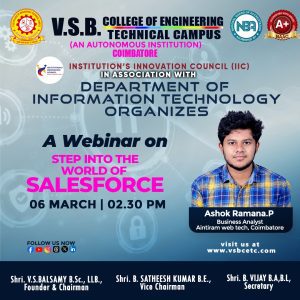 V.S.B. COLLEGE OF ENGINEERING
TECHNICAL CAMPUS
(AN AUTONOMOUS INSTITUTION)
COIMBATORE
NBA
A+
INSTITUTION'S INNOVATION COUNCIL (IIC)
IN ASSOCIATION WITH
DEPARTMENT OF
INFORMATION TECHNOLOGY
ORGANIZES
A Webinar on
STEP INTO THE
WORLD OF
SALESFORCE
06 MARCH | 02.30 PM
Ashok Ramana.P
Business Analyst
Aintiram web tech, Coimbatore
FOLLOW US NOW
visit us at
www.vsbcetc.com
Shri. V.S.BALSAMY B.Sc., LLB.,
Founder & Chairman
Shri. B. SATHEESH KUMAR B.E.,
Vice Chairman
Shri. B. VIJAY B.A,B.L,
Secretary